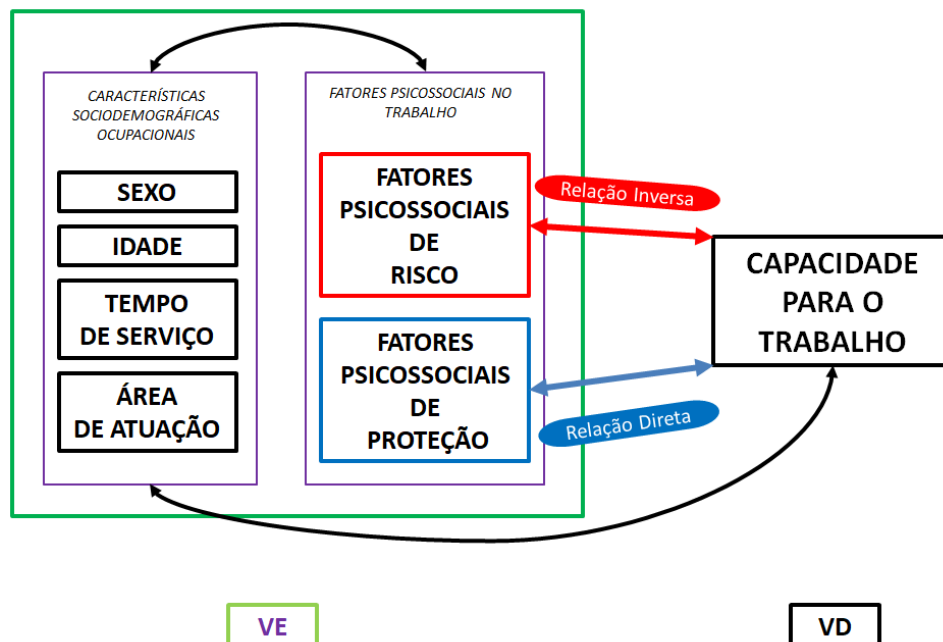 CARACTERÍSTICAS
SOCIODEMOGRÁFICAS
OCUPACIONAIS
SEXO
IDADE
TEMPO
DE SERVIÇO
ÁREA
DE ATUAÇÃO
FATORES PSICOSSOCIAIS NO
TRABALHO
FATORES
PSICOSSOCIAIS
DE
RISCO
FATORES
PSICOSSOCIAIS
DE
PROTEÇÃO
Relação Inversa
Relação Direta
CAPACIDADE
PARA O
TRABALHO
VE
VD